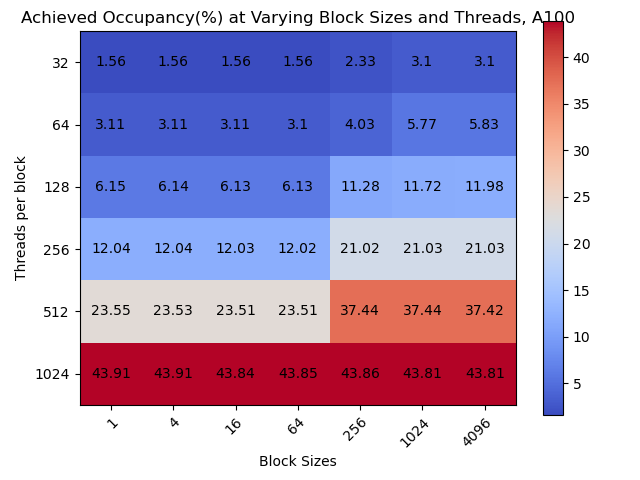 Achieved Occupancy(%) at Varying Block Sizes and Threads, A100
32 1.56 1.56 1.56 1.56 2.33 3.1 3.1
64 3.11 3.11 3.11 3.1 4.03 5.77 5.83
128 6.15 6.14 6.13 6.13 11.28 11.72 11.98
256 12.04 12.04 12.03 12.02 21.02 21.03 21.03
512 23.55 23.53 23.51 23.51 37.44 37.44 37.42
1024 43.91 43.91 43.84 43.85 43.86 43.81 43.81
1 4 16 64 256 1024 4096
Block Sizes
Threads per block
40
35
30
25
20
15
10
5